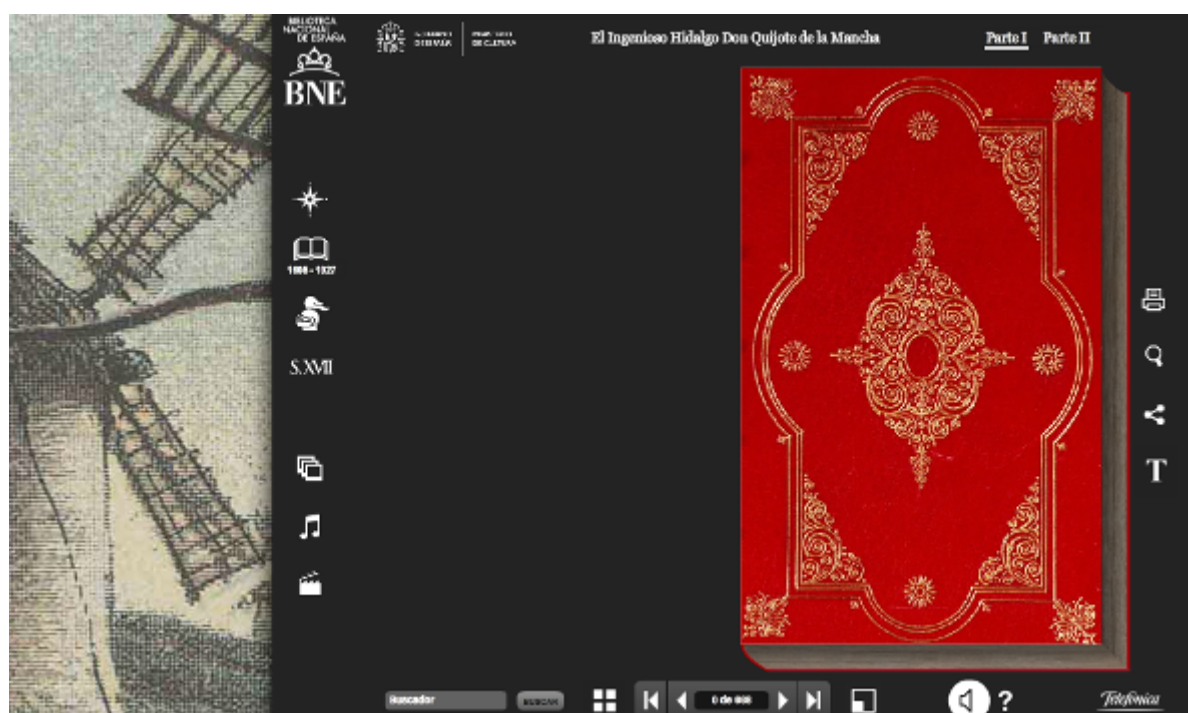 BIBLIOTECA
NACIONAL
DE ESPAÑA
BNE
El Ingenioso Hidalgo Don Quijote de la Mancha
Parte I
Parte II
S.XVII
T
Buscador
BUSCAR
?
Telefónica